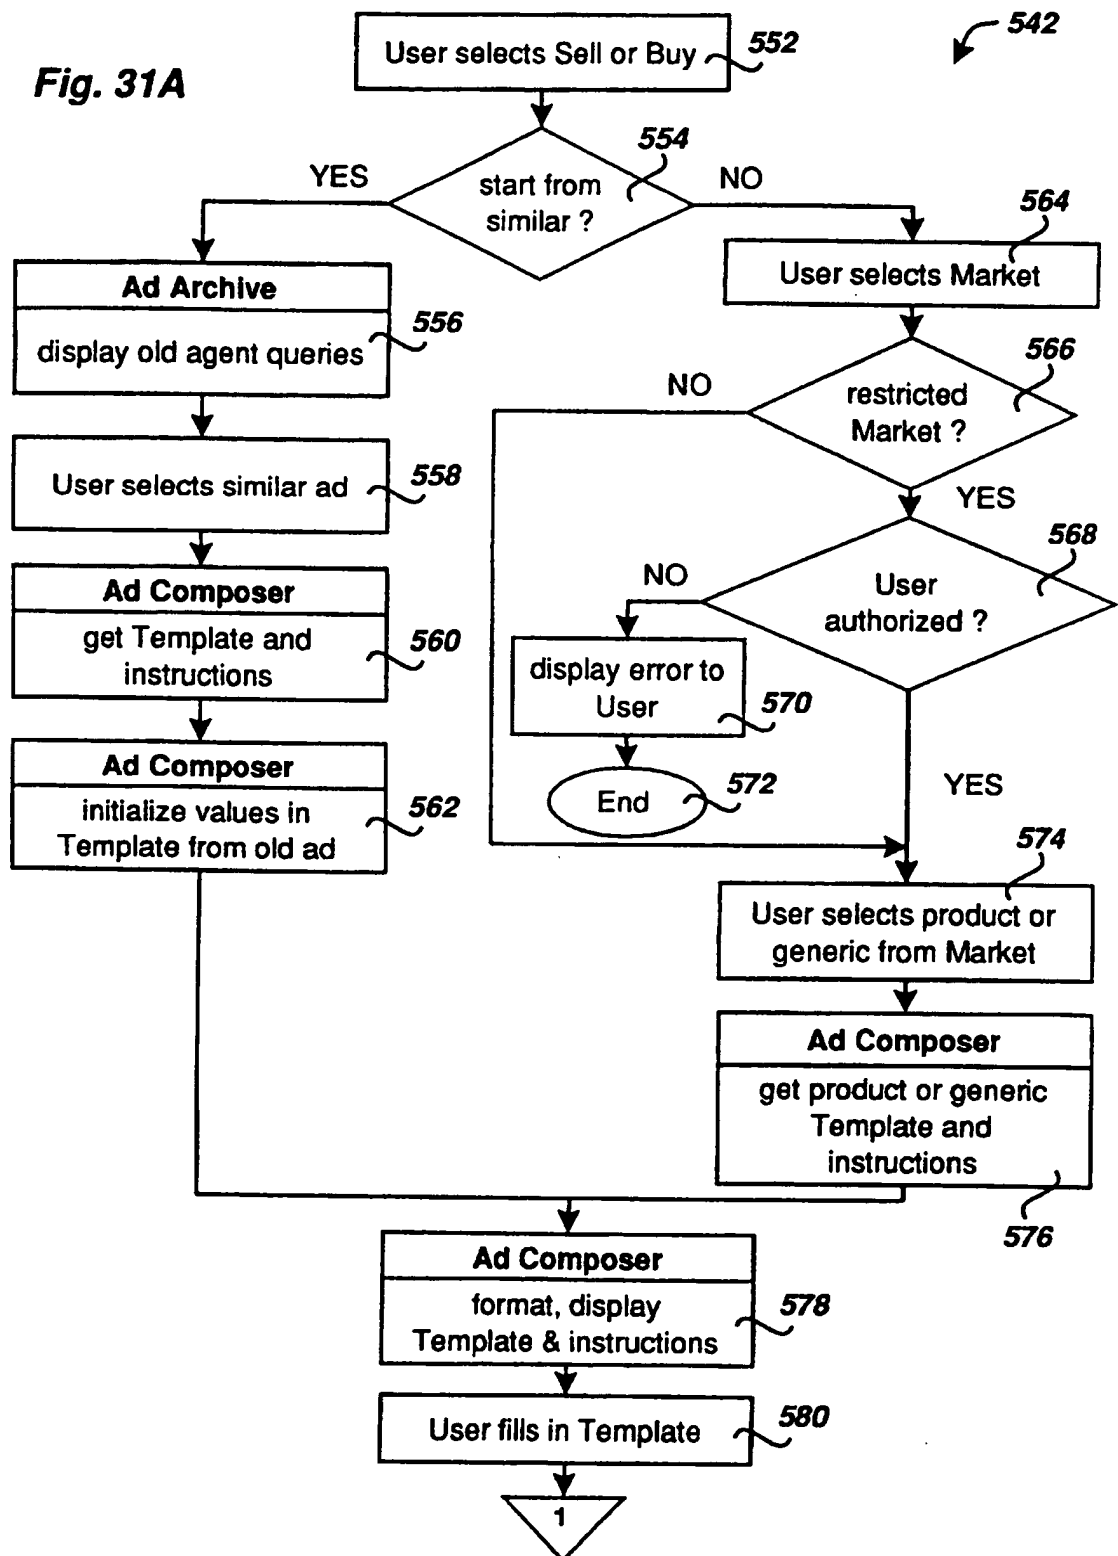 542
User selects Sell or Buy
552
Fig. 31A
554
YES
start from
similar ?
NO
564
User selects Market
Ad Archive
556
display old agent queries
566
NO
restricted
Market ?
User selects similar ad
558
YES
568
Ad Composer
NO
User
authorized ?
get Template and
instructions
560
display error to
User
570
Ad Composer
572
End
YES
initialize values in
Template from old ad
562
574
User selects product or
generic from Market
Ad Composer
get product or generic
Template and
instructions
576
Ad Composer
format, display
Template & instructions
578
User fills in Template
580
1